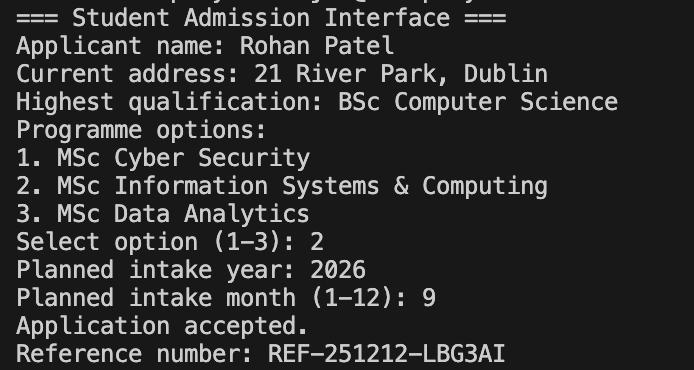 === Student Admission Interface ===
Applicant name: Rohan Patel
Current address: 21 River Park, Dublin
Highest qualification: BSc Computer Science
Programme options:
1. MSc Cyber Security
2. MSc Information Systems & Computing
3. MSc Data Analytics
Select option (1-3): 2
Planned intake year: 2026
Planned intake month (1-12): 9
Application accepted.
Reference number: REF-251212-LBG3AI